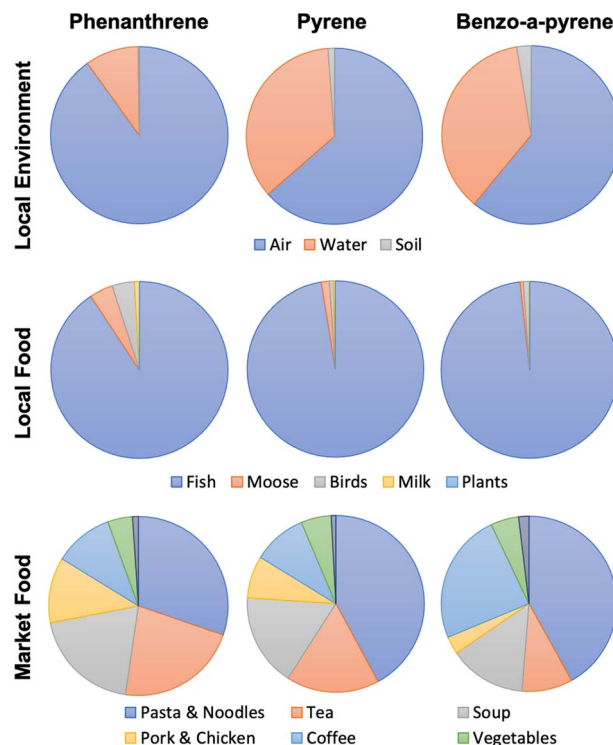 Phenanthrene Pyrene Benzo-a-pyrene
Local Environment
Air Water Soil
Local Food
Fish Moose Birds Milk Plants
Market Food
Pasta & Noodles Tea Soup
Pork & Chicken Coffee Vegetables